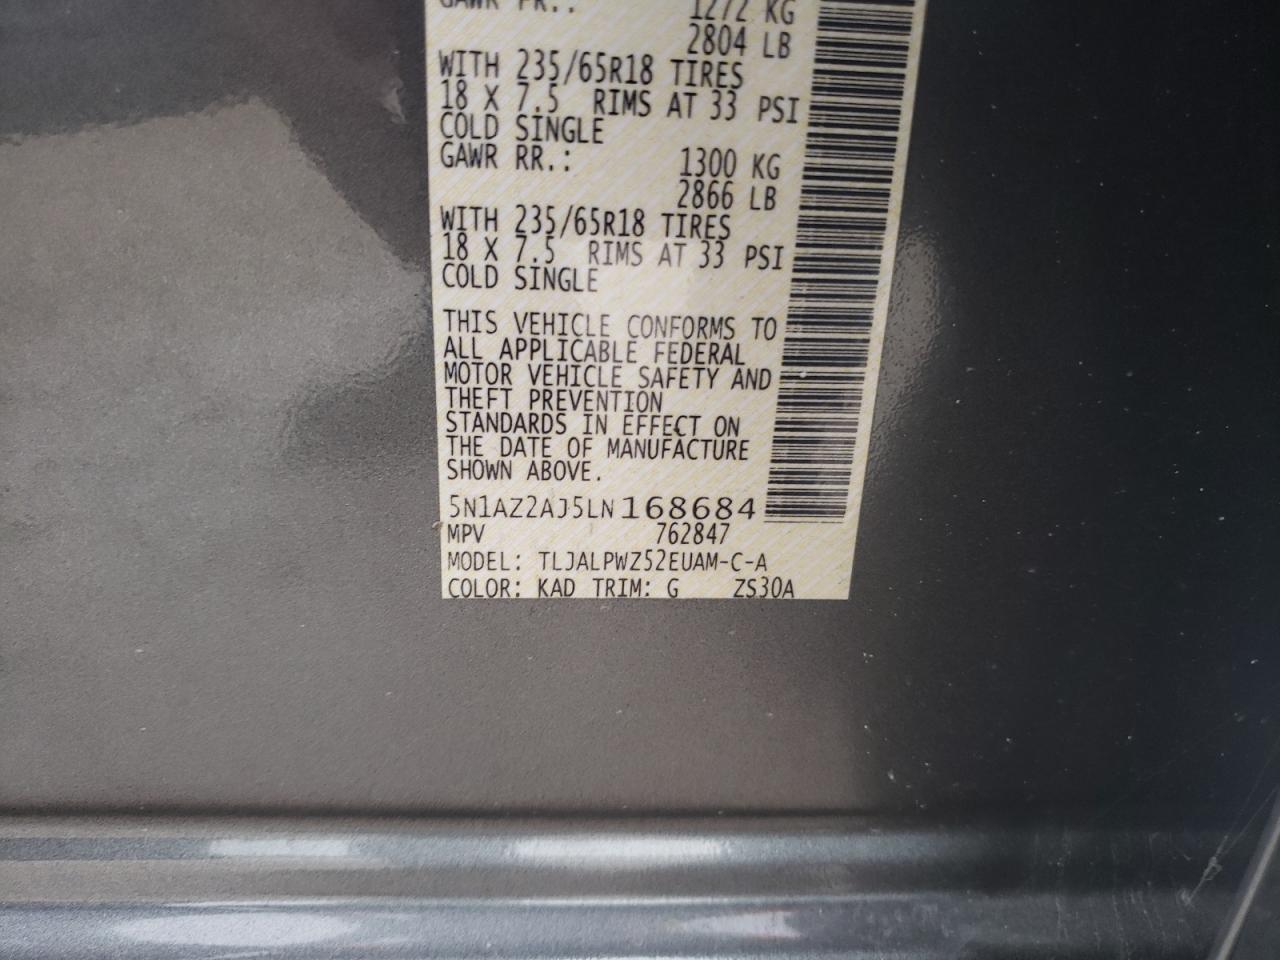 GAWR FR.: 1272 KG
2804 LB
WITH 235/65R18 TIRES
18 X 7.5 RIMS AT 33 PSI
COLD SINGLE
GAWR RR.: 1300 KG
2866 LB
WITH 235/65R18 TIRES
18 X 7.5 RIMS AT 33 PSI
COLD SINGLE
THIS VEHICLE CONFORMS TO
ALL APPLICABLE FEDERAL
MOTOR VEHICLE SAFETY AND
THEFT PREVENTION
STANDARDS IN EFFECT ON
THE DATE OF MANUFACTURE
SHOWN ABOVE.
5N1AZ2AJ5LN168684
MPV 762847
MODEL: TLJALPWZ52EUAM-C-A
COLOR: KAD TRIM: G ZS30A